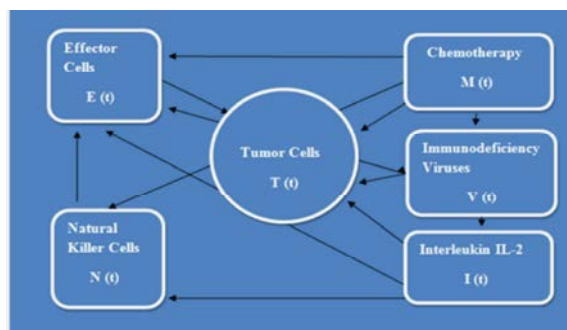 Effector
Cells
E (t)
Chemotherapy
M (t)
Tumor Cells
T (t)
Immunodeficiency
Viruses
V (t)
Natural
Killer Cells
N (t)
Interleukin IL-2
I (t)